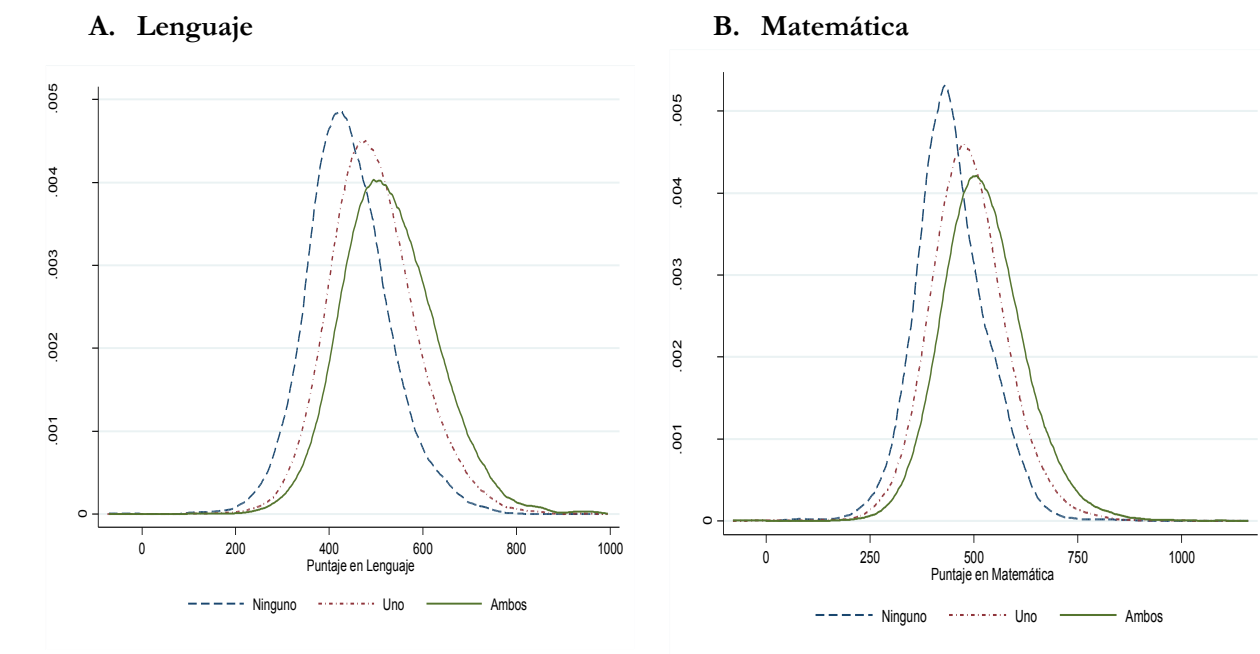 A. Lenguaje
.005
.004
.003
.002
.001
0
0 200 400 600 800 1000
Puntaje en Lenguaje
Ninguno Uno Ambos
B. Matemática
.005
.004
.003
.002
.001
0
0 250 500 750 1000
Puntaje en Matemática
Ninguno Uno Ambos